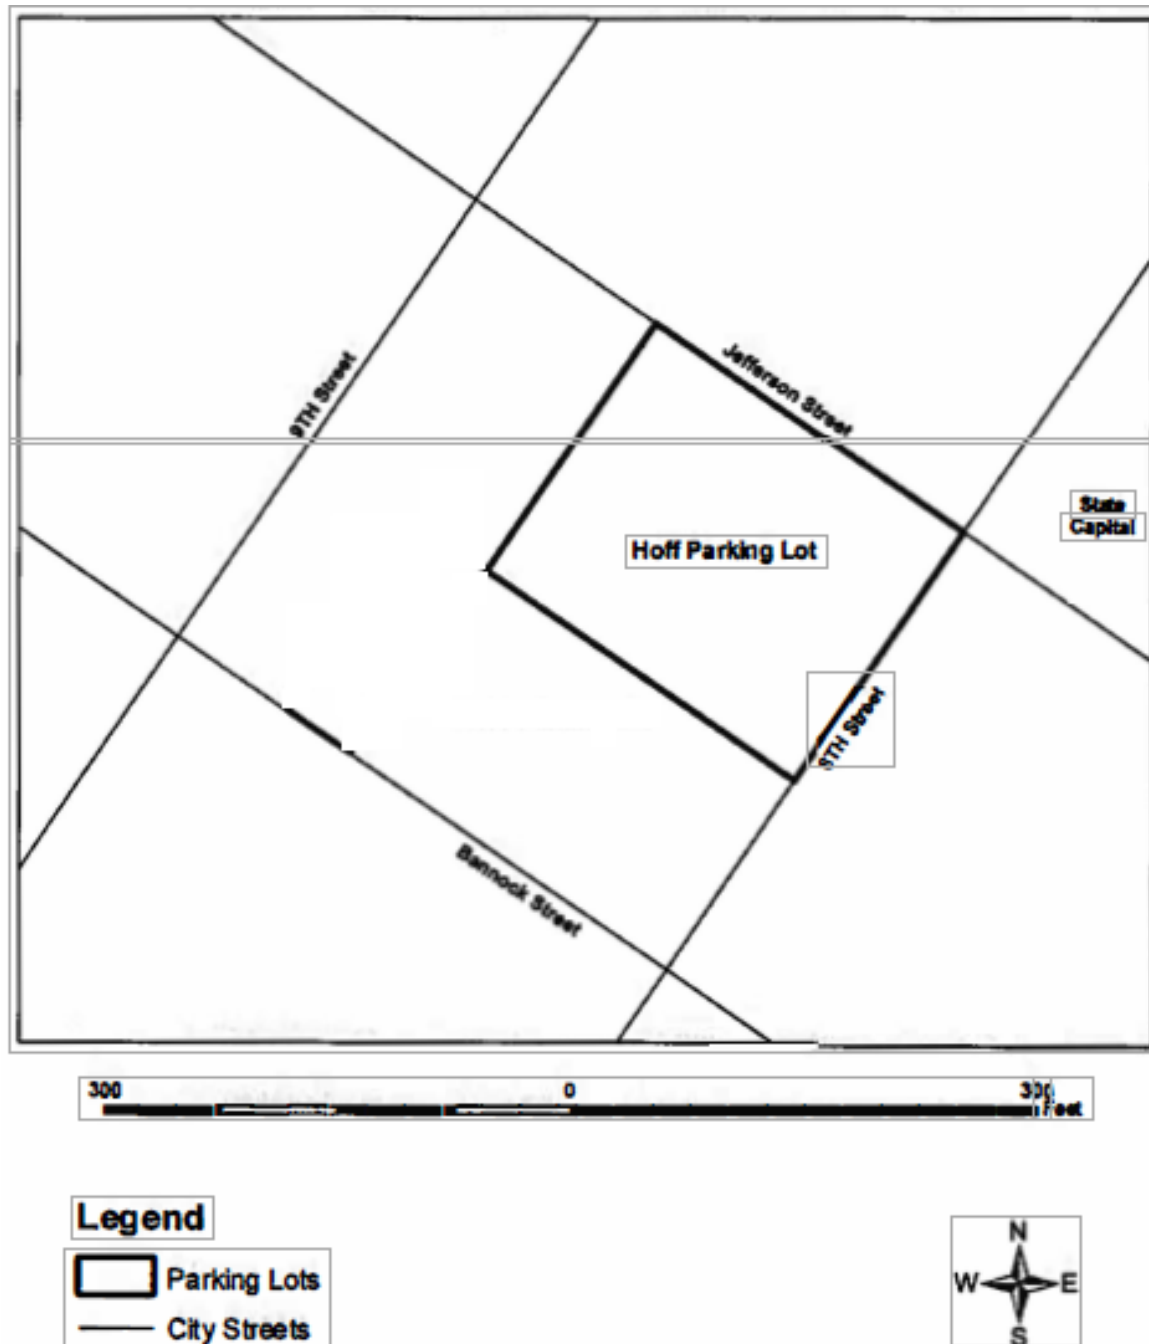 9TH Street
Jefferson Street
State
Capital
Hoff Parking Lot
8TH Street
Bannock Street
300 0 300
Feet
Legend
Parking Lots
City Streets
N
W E
S